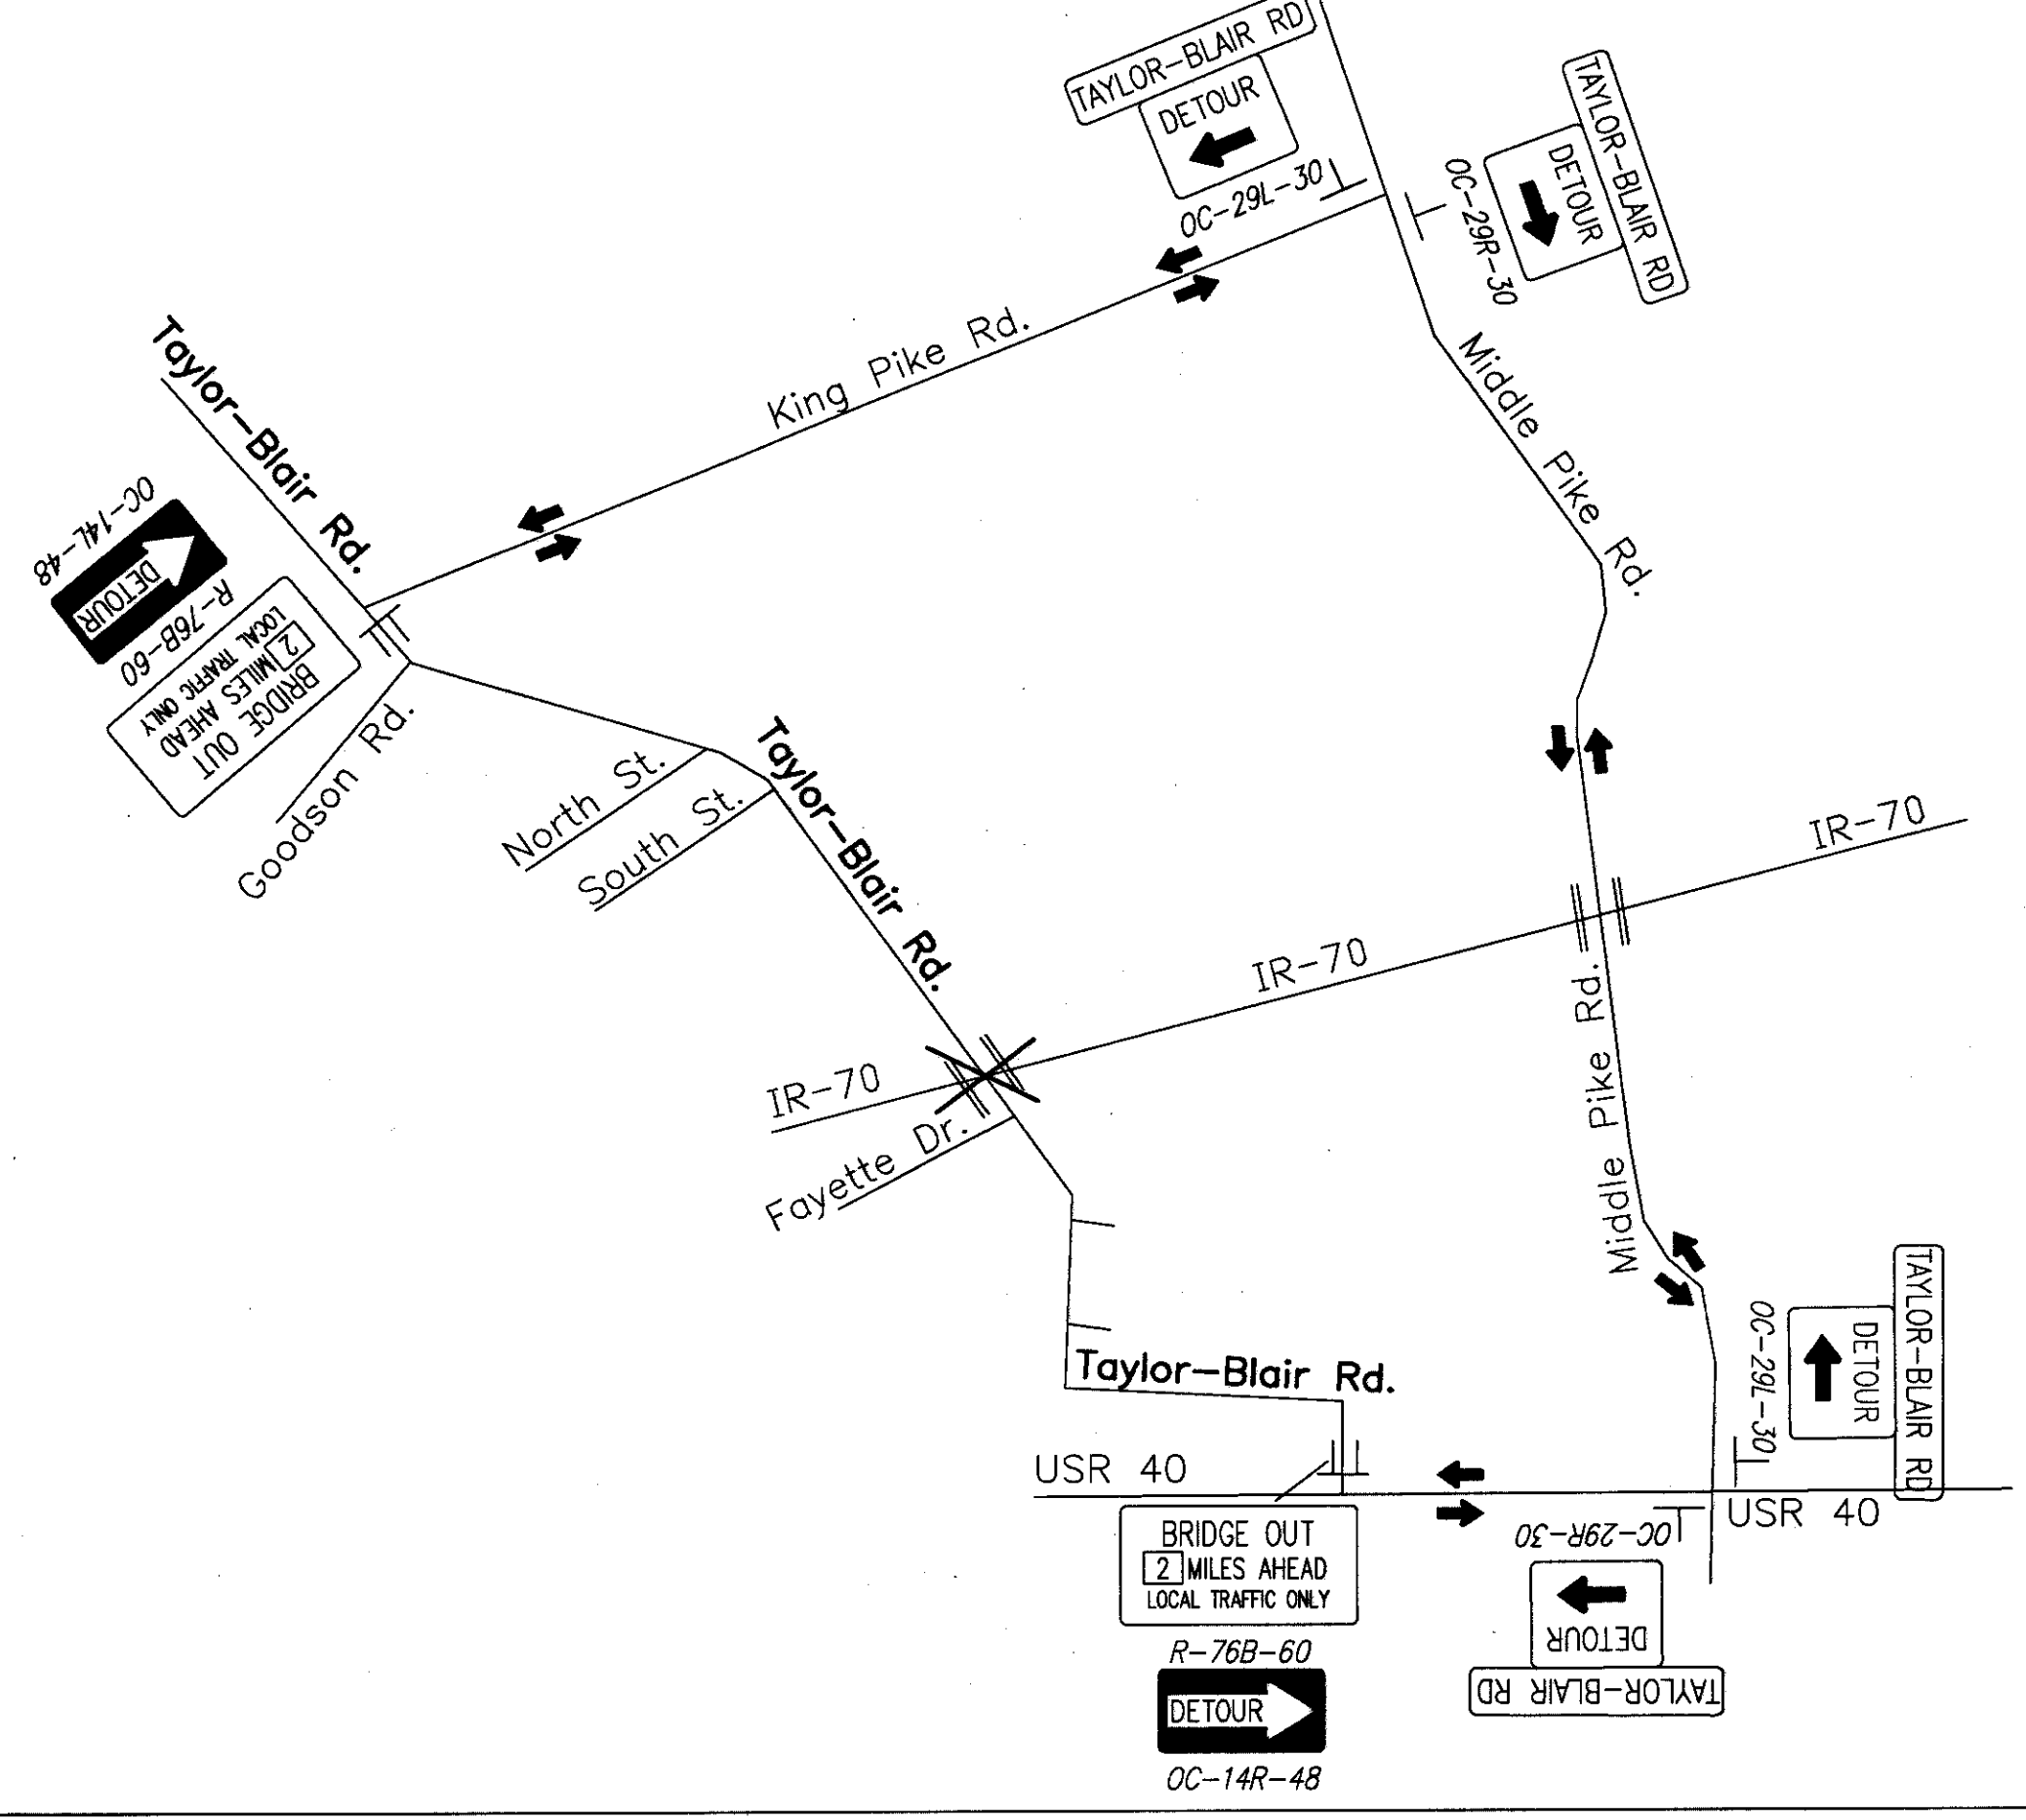 TAYLOR-BLAIR RD
DETOUR
OC-29L-30
TAYLOR-BLAIR RD
DETOUR
OC-29R-30
King Pike Rd.
Middle Pike Rd.
Taylor-Blair Rd.
OC-14L-48
DETOUR
R-76B-60
BRIDGE OUT
2 MILES AHEAD
LOCAL TRAFFIC ONLY
Goodson Rd.
North St.
South St.
Taylor-Blair Rd.
IR-70
IR-70
IR-70
Middle Pike Rd.
Fayette Dr.
Taylor-Blair Rd.
TAYLOR-BLAIR RD
DETOUR
OC-29L-30
USR 40
USR 40
BRIDGE OUT
2 MILES AHEAD
LOCAL TRAFFIC ONLY
R-76B-60
DETOUR
OC-14R-48
OC-29R-30
DETOUR
TAYLOR-BLAIR RD